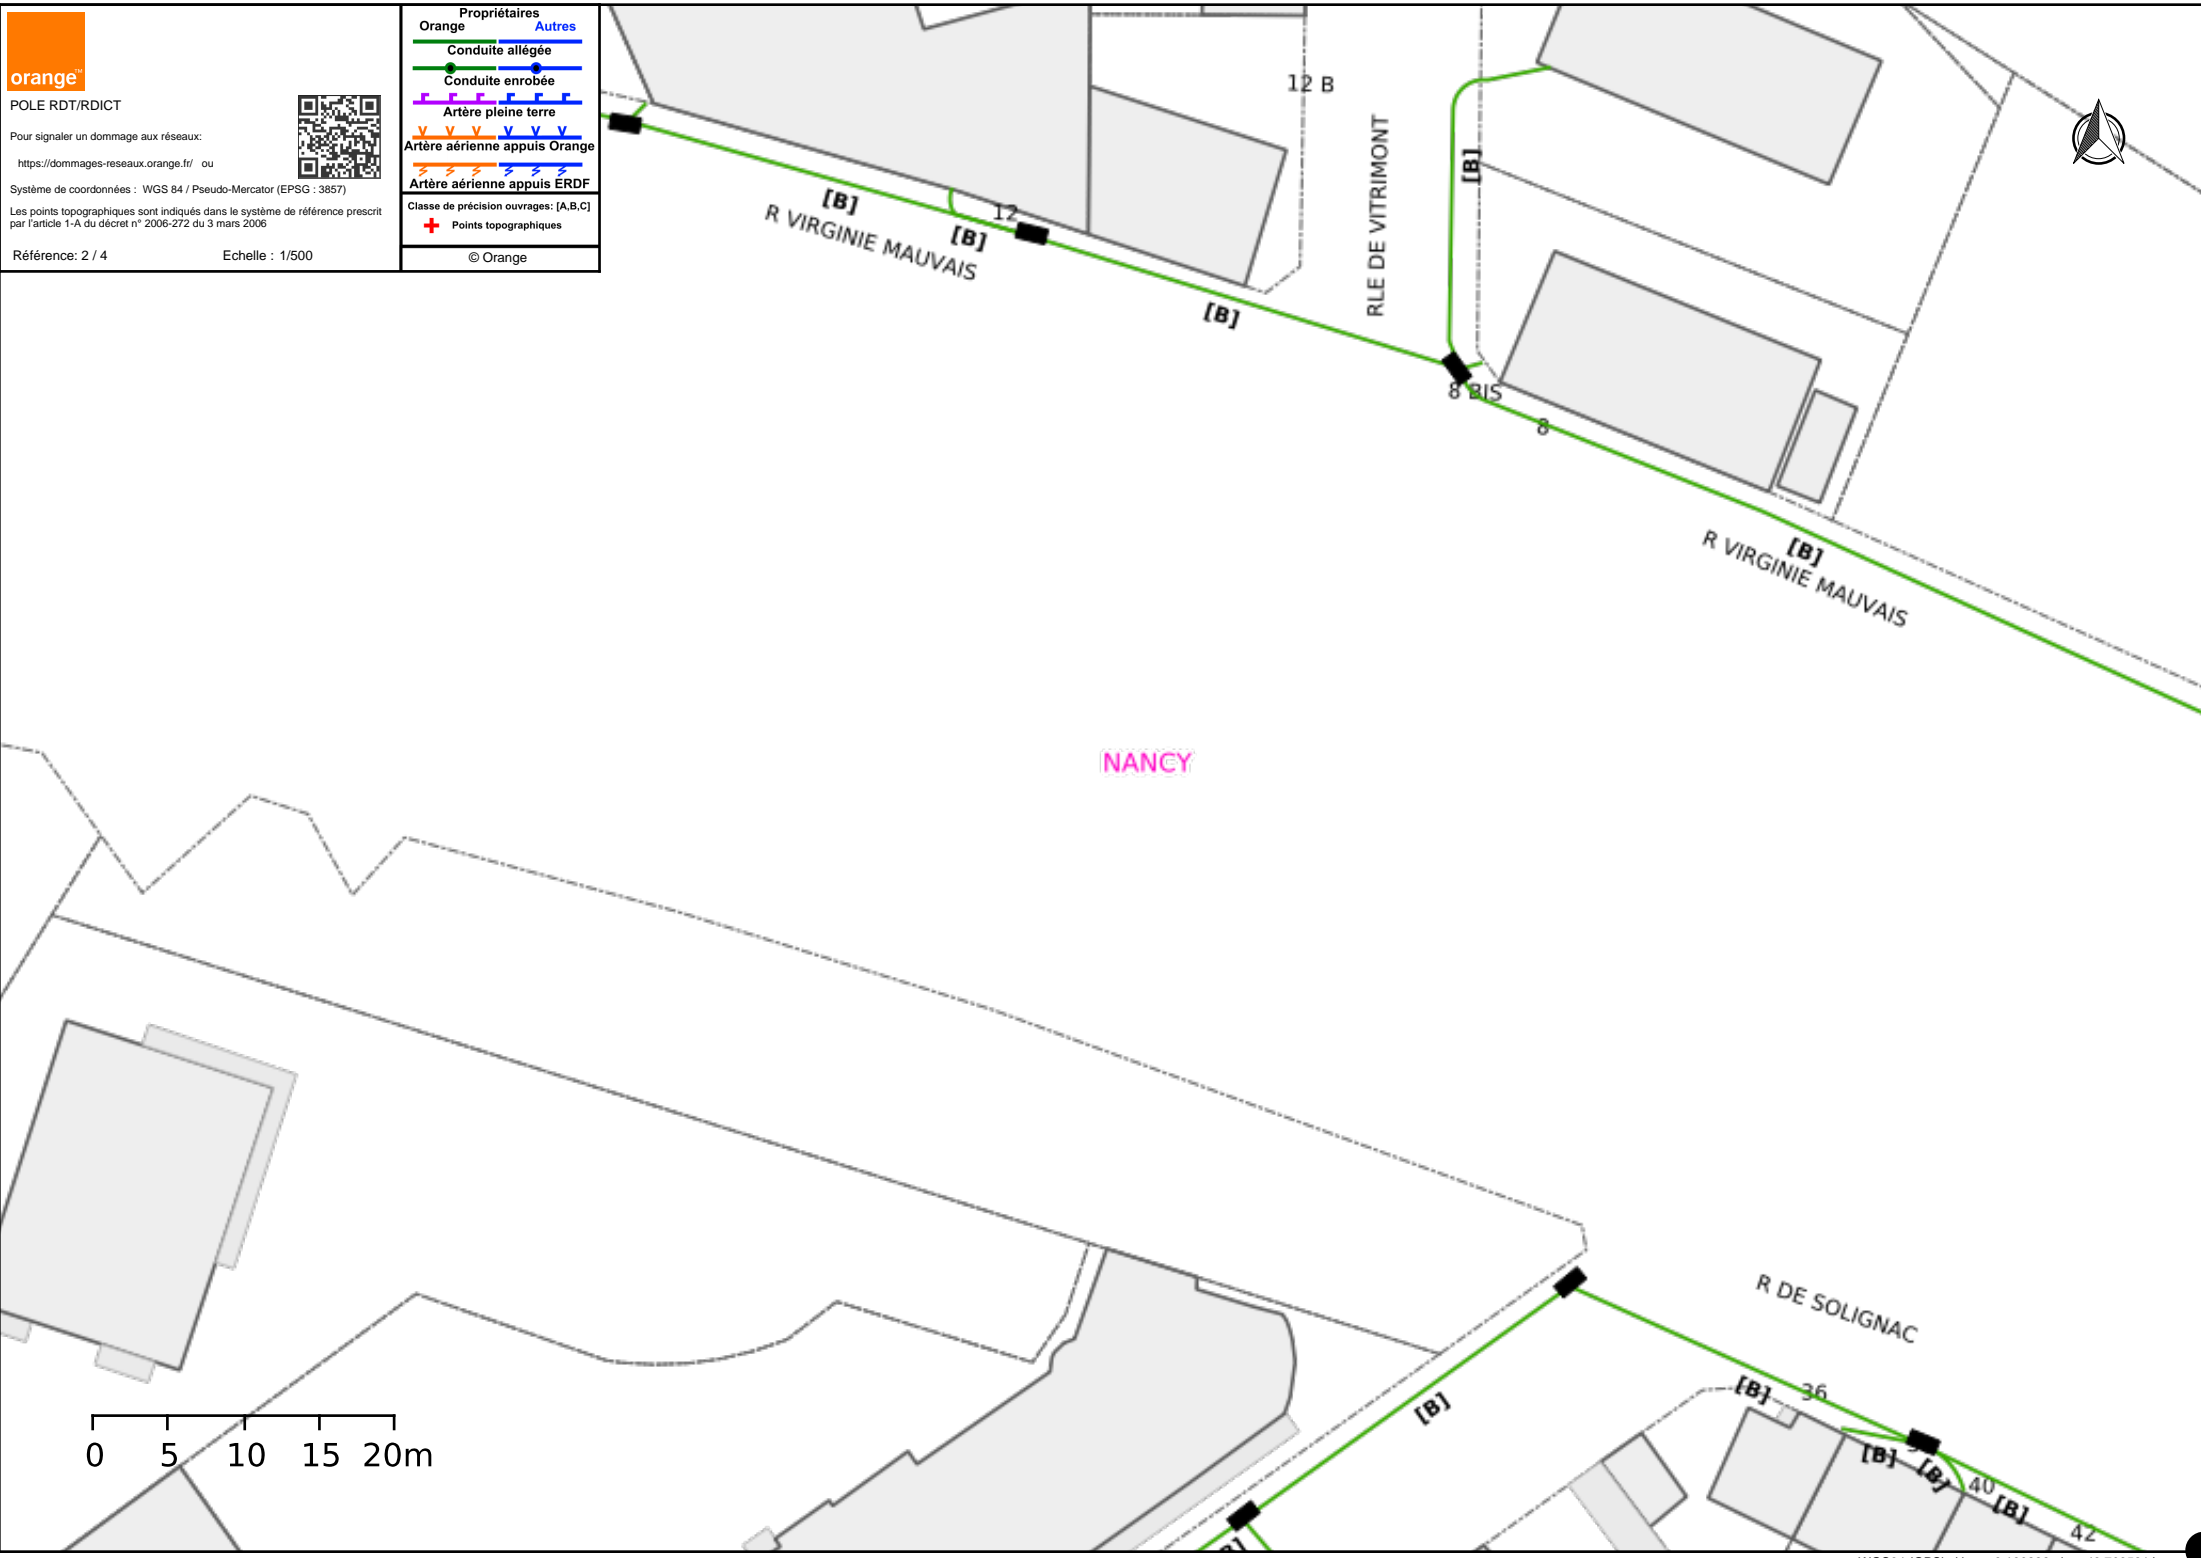 orange™
POLE RDT/RDICT
Pour signaler un dommage aux réseaux:
https://dommages-reseaux.orange.fr/ ou
Système de coordonnées : WGS 84 / Pseudo-Mercator (EPSG : 3857)
Les points topographiques sont indiqués dans le système de référence prescrit
par l'article 1-A du décret n° 2006-272 du 3 mars 2006
Référence: 2 / 4 Echelle : 1/500
Propriétaires
Orange Autres
Conduite allégée
Conduite enrobée
Artère pleine terre
Artère aérienne appuis Orange
Artère aérienne appuis ERDF
Classe de précision ouvrages: [A,B,C]
Points topographiques
© Orange
12 B
RLE DE VITRIMONT
[B]
[B]
R VIRGINIE MAUVAIS
12
[B]
[B]
8 BIS
8
[B]
R VIRGINIE MAUVAIS
NANCY
R DE SOLIGNAC
[B]
36
[B]
[B]
[B]
40
[B]
42
0 5 10 15 20m